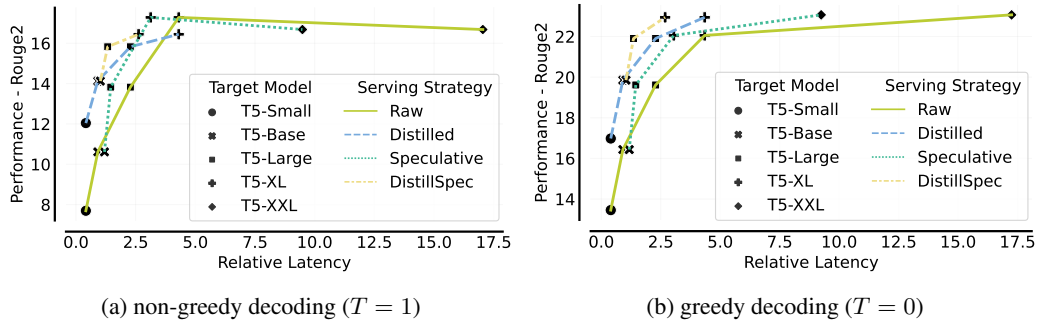 Performance - Rouge2
16
14
12
10
8
0.0 2.5 5.0 7.5 10.0 12.5 15.0 17.5
Relative Latency
Target Model Serving Strategy
T5-Small Raw
T5-Base Distilled
T5-Large Speculative
T5-XL DistillSpec
T5-XXL
(a) non-greedy decoding (T = 1)
Performance - Rouge2
22
20
18
16
14
0.0 2.5 5.0 7.5 10.0 12.5 15.0 17.5
Relative Latency
Target Model Serving Strategy
T5-Small Raw
T5-Base Distilled
T5-Large Speculative
T5-XL DistillSpec
T5-XXL
(b) greedy decoding (T = 0)